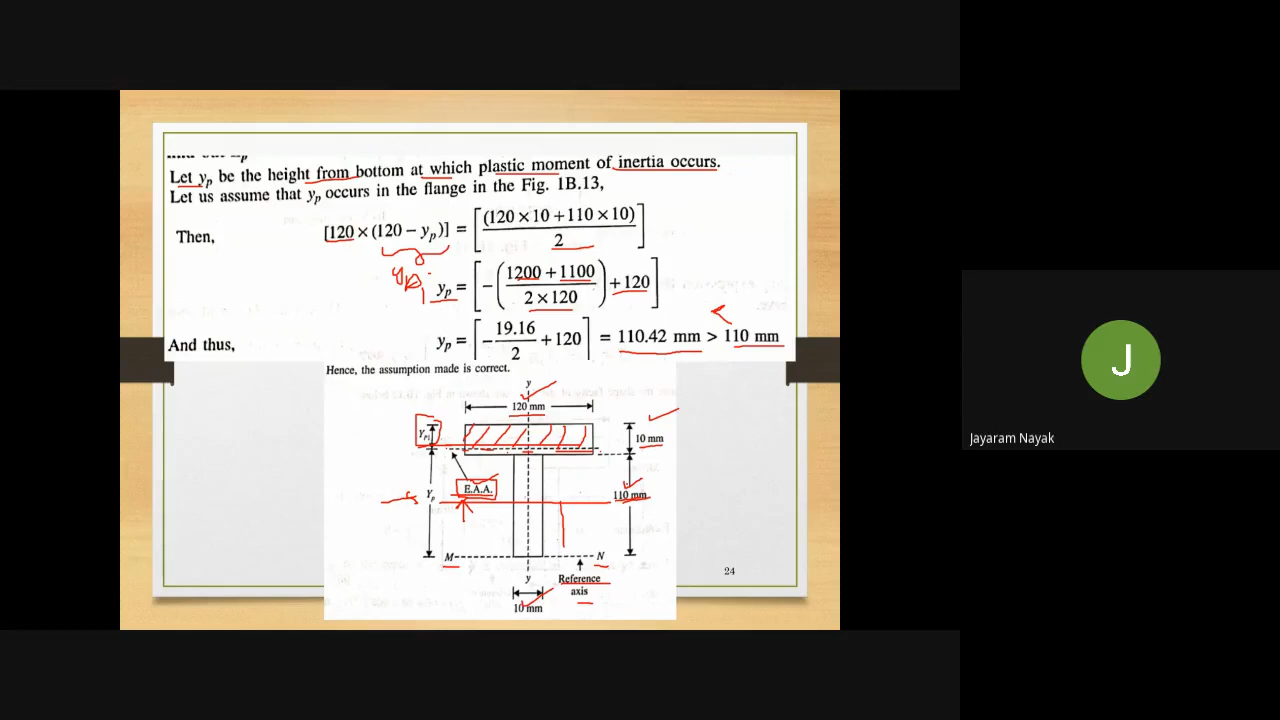 Let yp be the height from bottom at which plastic moment of inertia occurs.
Let us assume that yp occurs in the flange in the Fig. 1B.13,
Then, [120 × (120 − yp)] = [(120 × 10 + 110 × 10) / 2]
yp = [−((1200 + 1100) / (2 × 120)) + 120]
And thus, yp = [−19.16 / 2 + 120] = 110.42 mm > 110 mm
Hence, the assumption made is correct.
y
120 mm
Yp1
10 mm
E.A.A.
Yp
110 mm
M
N
y
Reference
axis
10 mm
24
J
Jayaram Nayak